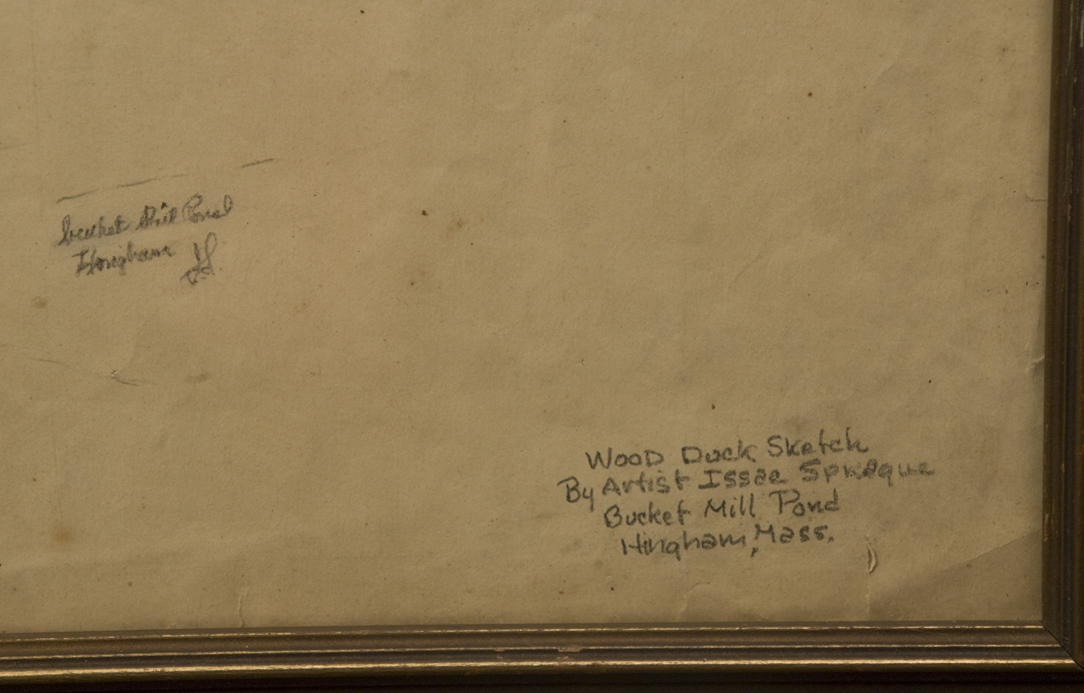 bucket Mill Pond
Hingham
Wood Duck Sketch
By Artist Issac Sprague
Bucket Mill Pond
Hingham, Mass.